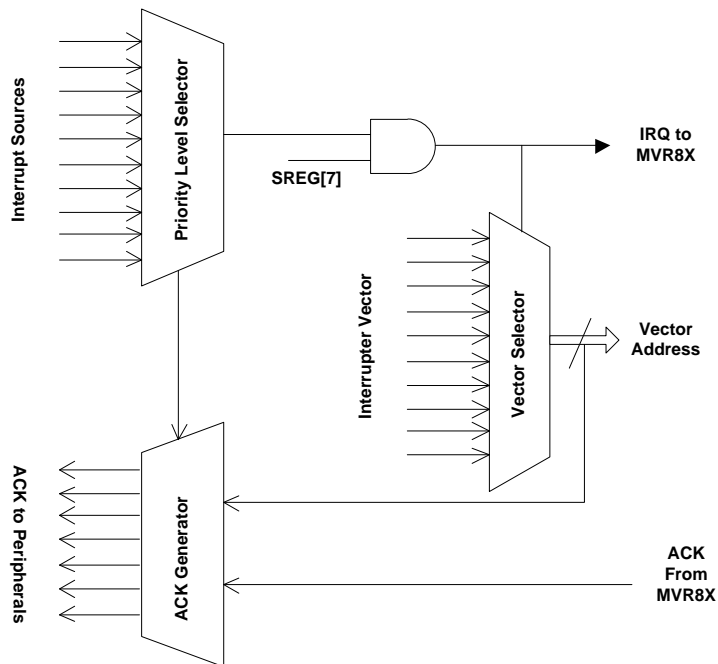 Interrupt Sources
Priority Level Selector
SREG[7]
IRQ to
MVR8X
Interrupter Vector
Vector Selector
Vector
Address
ACK to Peripherals
ACK Generator
ACK
From
MVR8X